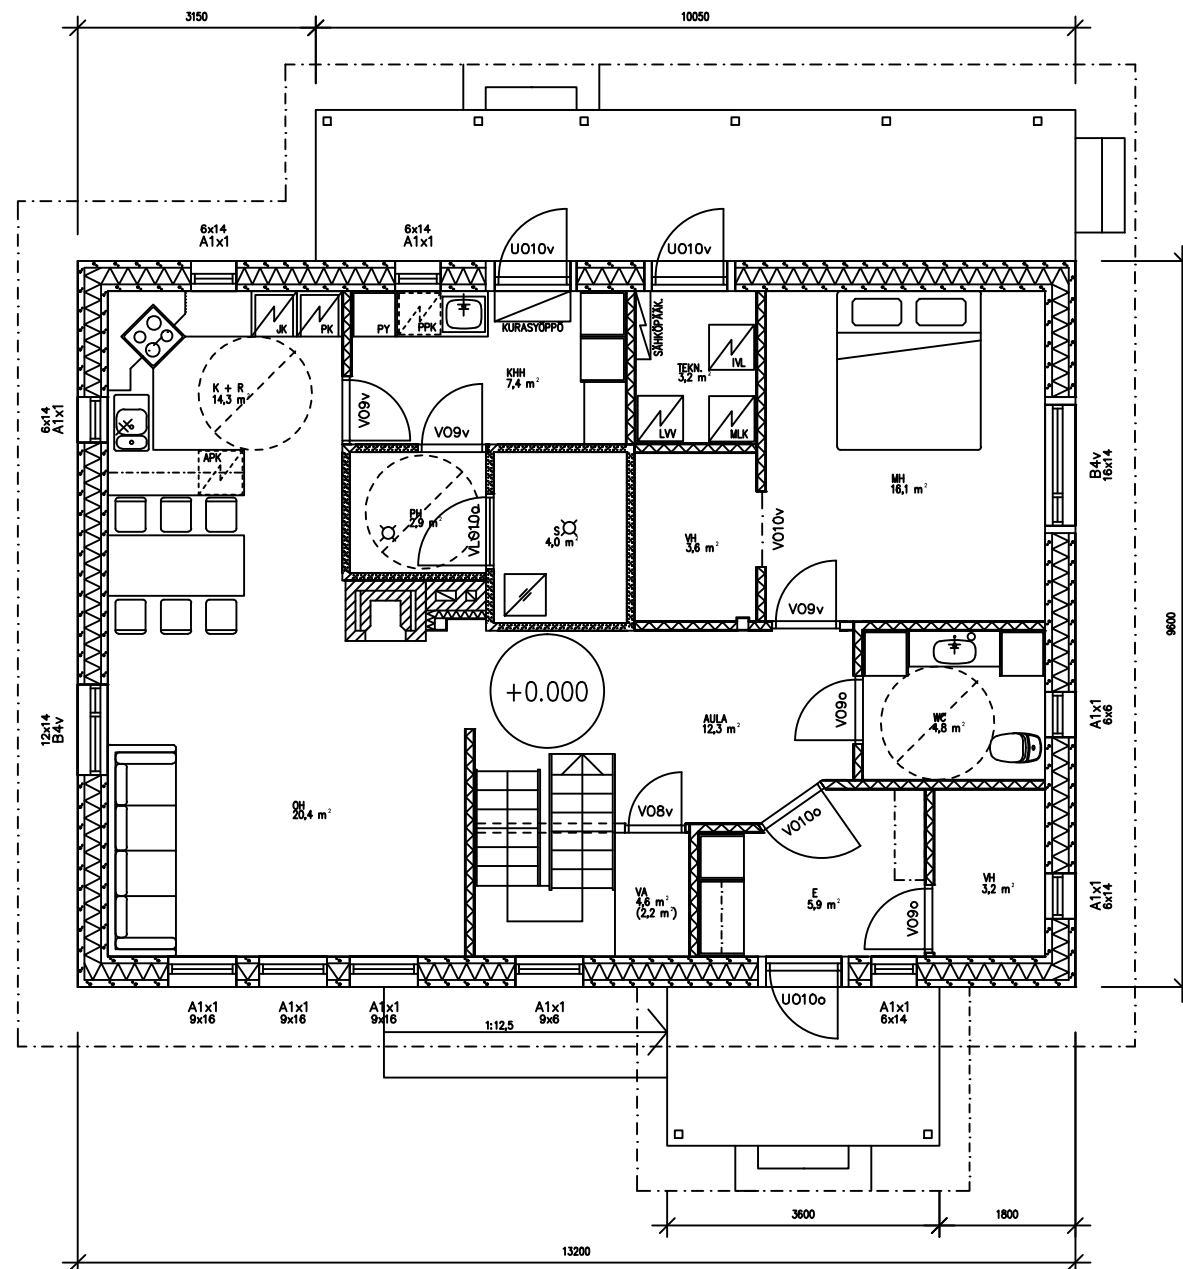 3150
10050
6x14
A1x1
6x14
A1x1
UO10v
UO10v
JK
PK
PY
PPK
KURASYÖPPÖ
SÄHKÖPÄÄK.
IVL
TEKN.
3,2 m²
KHH
7,4 m²
K + R
14,3 m²
VO9v
VO9v
LVV
MLK
6x14
A1x1
APK
B4v
16x14
MH
16,1 m²
PH
2,9 m²
VLO10o
S
4,0 m²
VH
3,6 m²
VO10v
VO9v
9600
+0.000
AULA
12,3 m²
VO9o
WC
4,8 m²
A1x1
6x6
12x14
B4v
OH
20,4 m²
VO8v
VO10o
VA
4,6 m²
(2,2 m²)
E
5,9 m²
VO9o
VH
3,2 m²
A1x1
6x14
A1x1
9x16
A1x1
9x16
A1x1
9x16
A1x1
9x6
UO10o
A1x1
6x14
1:12,5
3600
1800
13200